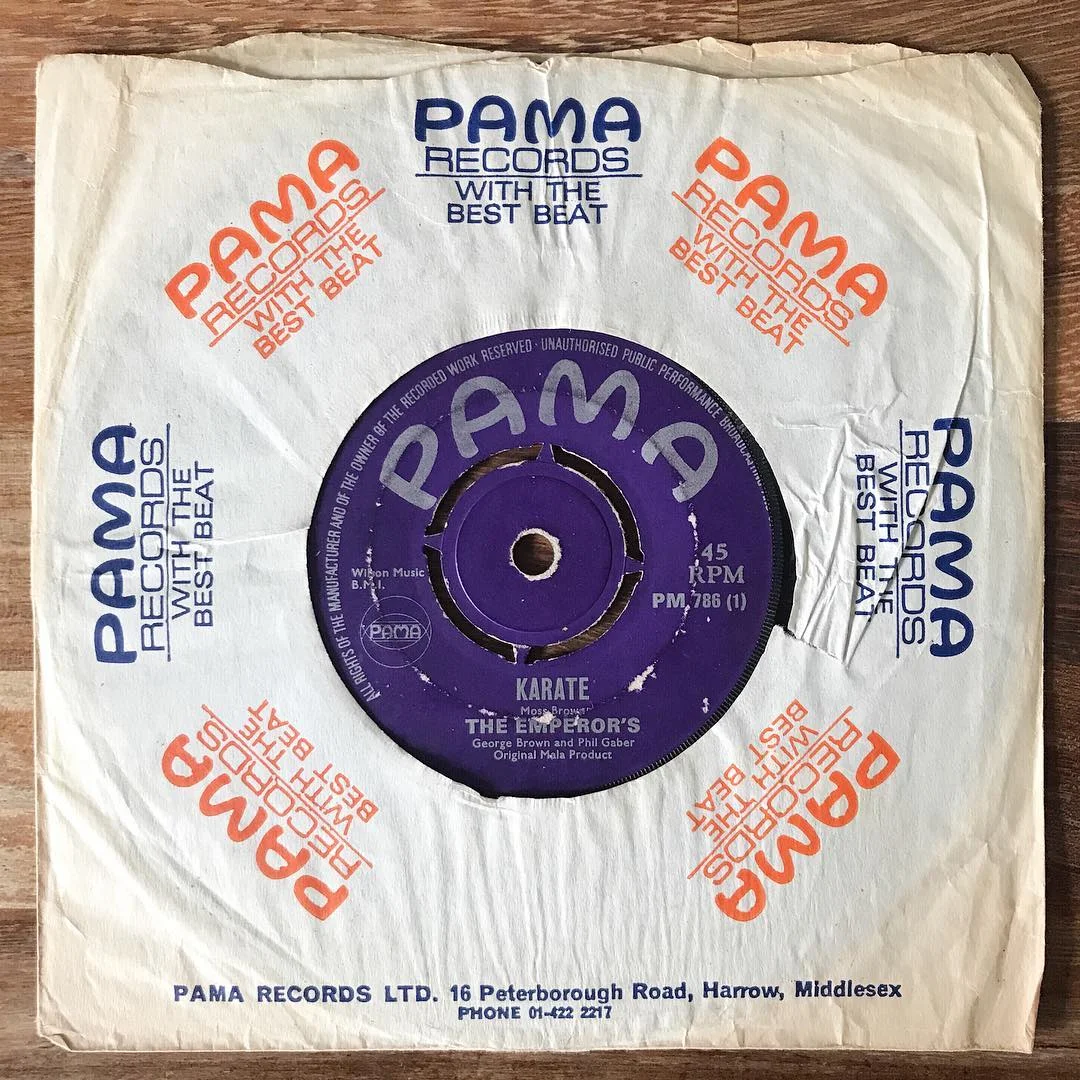 PAMA
RECORDS
WITH THE
BEST BEAT
PAMA
RECORDS
WITH THE
BEST BEAT
PAMA
RECORDS
WITH THE
BEST BEAT
PAMA
RECORDS
WITH THE
BEST BEAT
PAMA
RECORDS
WITH THE
BEST BEAT
PAMA
RECORDS
WITH THE
BEST BEAT
PAMA
RECORDS
WITH THE
BEST BEAT
ALL RIGHTS OF THE MANUFACTURER AND OF THE OWNER OF THE RECORDED WORK RESERVED · UNAUTHORISED PUBLIC PERFORMANCE
PAMA
Wilson Music
B.M.I.
PAMA
45
RPM
PM 786 (1)
KARATE
Moss Brown
THE EMPEROR'S
George Brown and Phil Gaber
Original Mala Product
PAMA RECORDS LTD. 16 Peterborough Road, Harrow, Middlesex
PHONE 01-422 2217